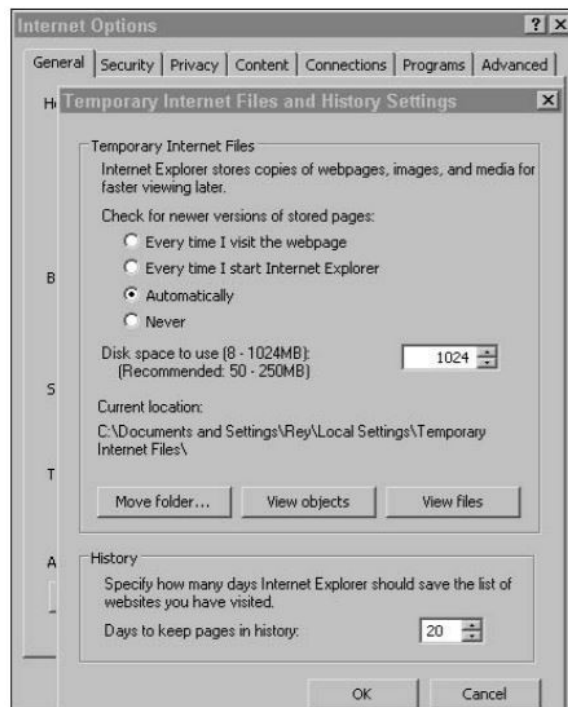 Internet Options
General Security Privacy Content Connections Programs Advanced
H
Temporary Internet Files and History Settings
Temporary Internet Files
Internet Explorer stores copies of webpages, images, and media for
faster viewing later.
Check for newer versions of stored pages:
Every time I visit the webpage
Every time I start Internet Explorer
B
Automatically
Never
Disk space to use (8 - 1024MB): 1024
(Recommended: 50 - 250MB)
S
Current location:
C:\Documents and Settings\Rey\Local Settings\Temporary
Internet Files\
T
Move folder... View objects View files
A
History
Specify how many days Internet Explorer should save the list of
websites you have visited.
Days to keep pages in history: 20
OK Cancel